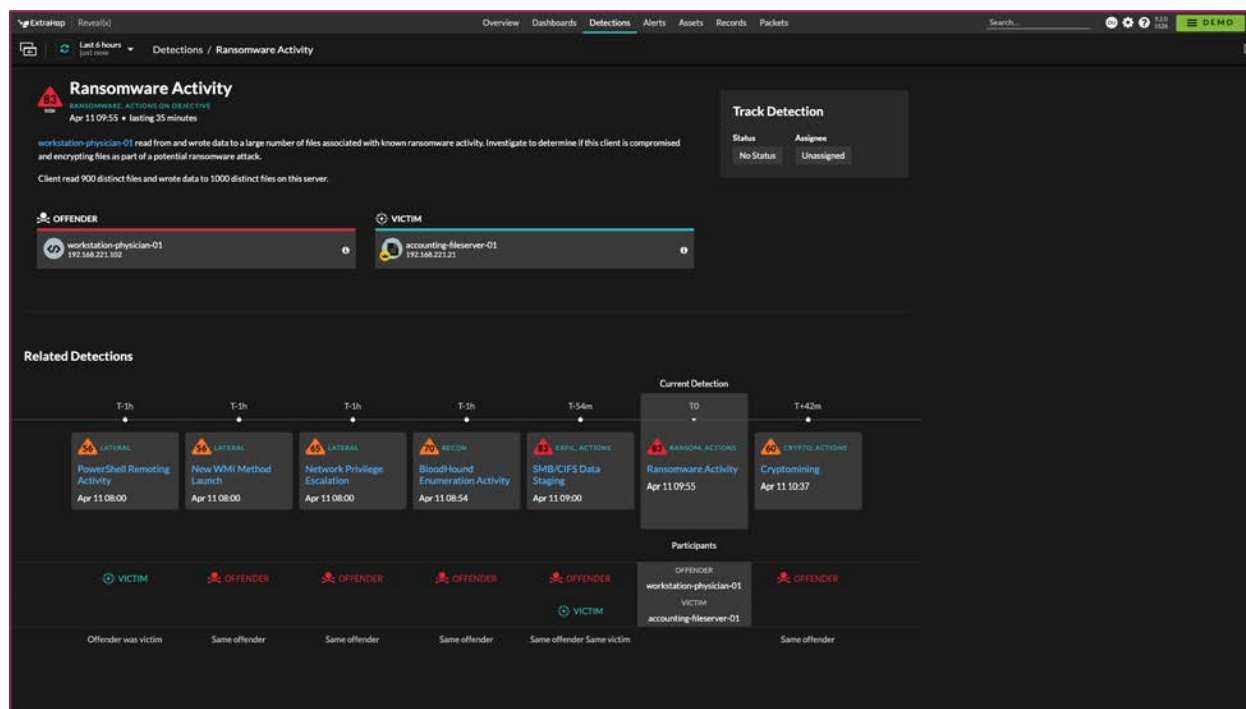 ExtraHop Reveal(x) Overview Dashboards Detections Alerts Assets Records Packets Search... DEMO
Last 6 hours
just now
Detections / Ransomware Activity
83
RISK
Ransomware Activity
RANSOMWARE, ACTIONS ON OBJECTIVE
Apr 11 09:55 • lasting 35 minutes
workstation-physician-01 read from and wrote data to a large number of files associated with known ransomware activity. Investigate to determine if this client is compromised
and encrypting files as part of a potential ransomware attack.
Client read 900 distinct files and wrote data to 1000 distinct files on this server.
Track Detection
Status Assignee
No Status Unassigned
OFFENDER
workstation-physician-01
192.168.221.102
VICTIM
accounting-fileserver-01
192.168.221.21
Related Detections
Current Detection
T-1h T-1h T-1h T-1h T-54m T0 T+42m
56 LATERAL
PowerShell Remoting
Activity
Apr 11 08:00
56 LATERAL
New WMI Method
Launch
Apr 11 08:00
65 LATERAL
Network Privilege
Escalation
Apr 11 08:00
70 RECON
BloodHound
Enumeration Activity
Apr 11 08:54
83 EXFIL, ACTIONS
SMB/CIFS Data
Staging
Apr 11 09:00
83 RANSOM, ACTIONS
Ransomware Activity
Apr 11 09:55
60 CRYPTO, ACTIONS
Cryptomining
Apr 11 10:37
Participants
VICTIM OFFENDER OFFENDER OFFENDER OFFENDER
OFFENDER
workstation-physician-01
OFFENDER
VICTIM
VICTIM
accounting-fileserver-01
Offender was victim Same offender Same offender Same offender Same offender Same victim Same offender